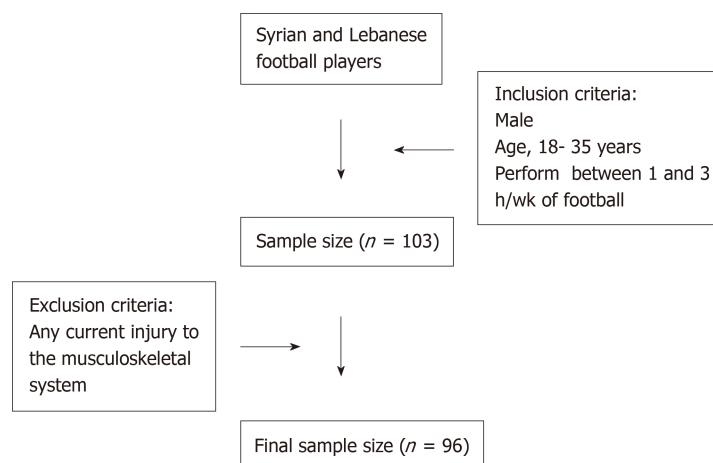 Syrian and Lebanese
football players
Inclusion criteria:
Male
Age, 18- 35 years
Perform between 1 and 3
h/wk of football
Sample size (n = 103)
Exclusion criteria:
Any current injury to
the musculoskeletal
system
Final sample size (n = 96)